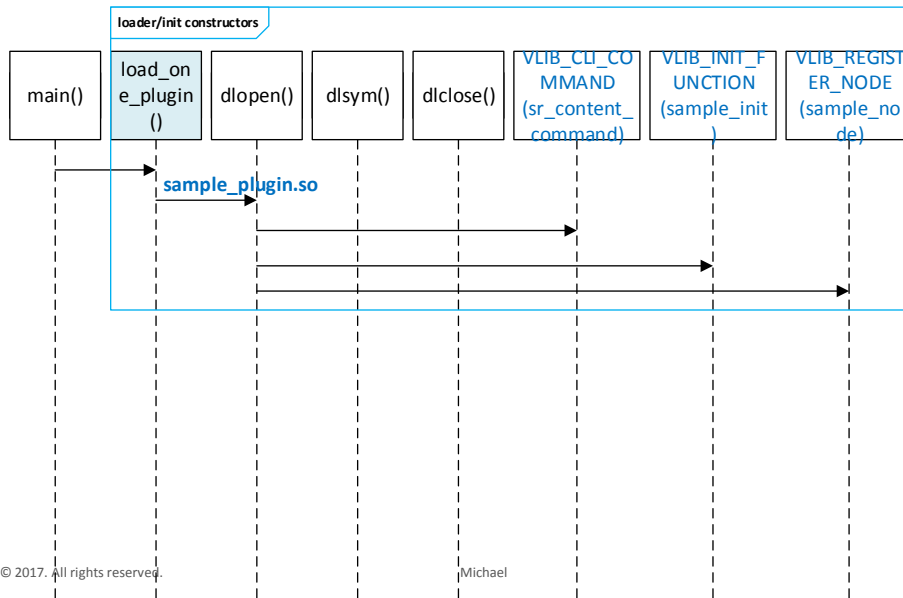 loader/init constructors
main()
load_on
e_plugin
()
dlopen()
dlsym()
dlclose()
VLIB_CLI_CO
MMAND
(sr_content_
command)
VLIB_INIT_F
UNCTION
(sample_init
)
VLIB_REGIST
ER_NODE
(sample_no
de)
sample_plugin.so
© 2017. All rights reserved.
Michael